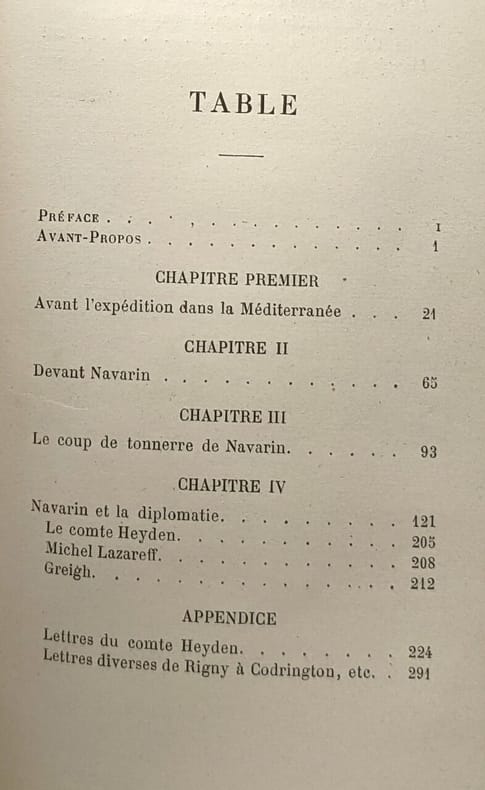 TABLE
PRÉFACE . . . . . . . . . . . . . I
AVANT-PROPOS . . . . . . . . . . . . 1
CHAPITRE PREMIER
Avant l'expédition dans la Méditerranée . . . 21
CHAPITRE II
Devant Navarin . . . . . . . . . . . . 65
CHAPITRE III
Le coup de tonnerre de Navarin. . . . . . 93
CHAPITRE IV
Navarin et la diplomatie. . . . . . . . . 121
Le comte Heyden. . . . . . . . . . . 205
Michel Lazareff. . . . . . . . . . . . 208
Greigh. . . . . . . . . . . . . . . 212
APPENDICE
Lettres du comte Heyden. . . . . . . . 224
Lettres diverses de Rigny à Codrington, etc. . 291